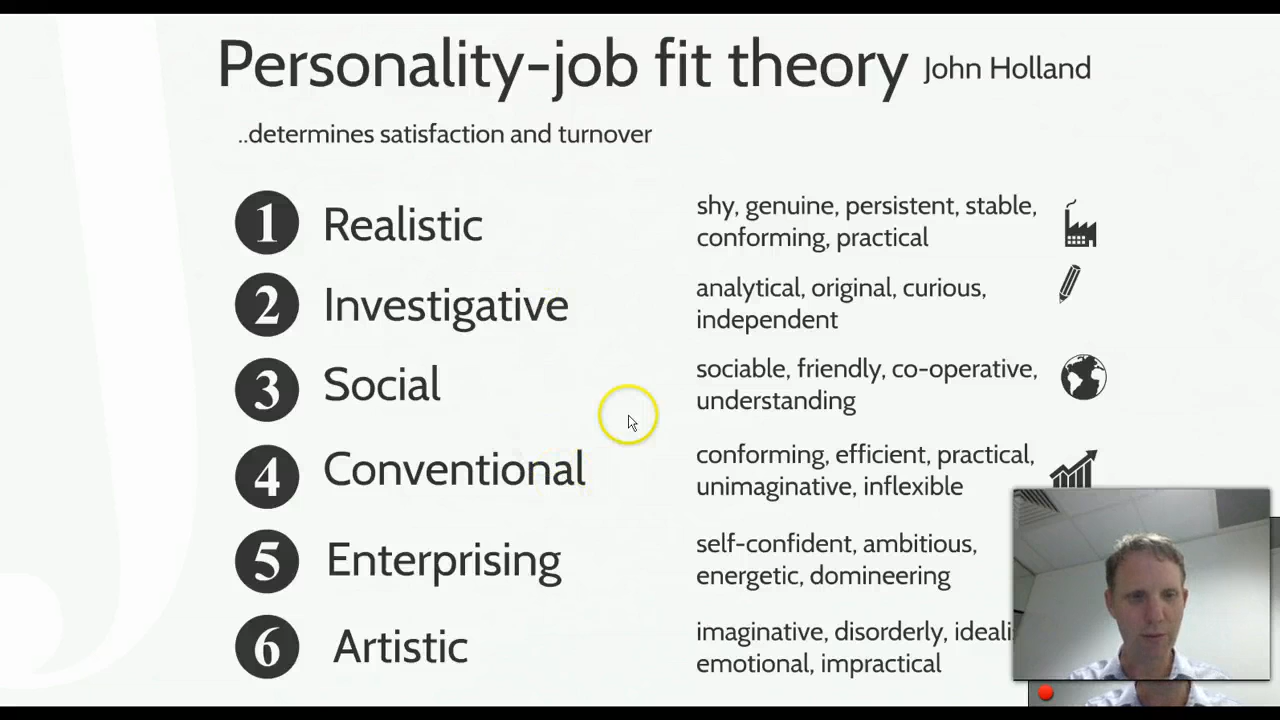 Personality-job fit theory John Holland
..determines satisfaction and turnover
1 Realistic
shy, genuine, persistent, stable,
conforming, practical
2 Investigative
analytical, original, curious,
independent
3 Social
sociable, friendly, co-operative,
understanding
4 Conventional
conforming, efficient, practical,
unimaginative, inflexible
5 Enterprising
self-confident, ambitious,
energetic, domineering
6 Artistic
imaginative, disorderly,
emotional, impractical